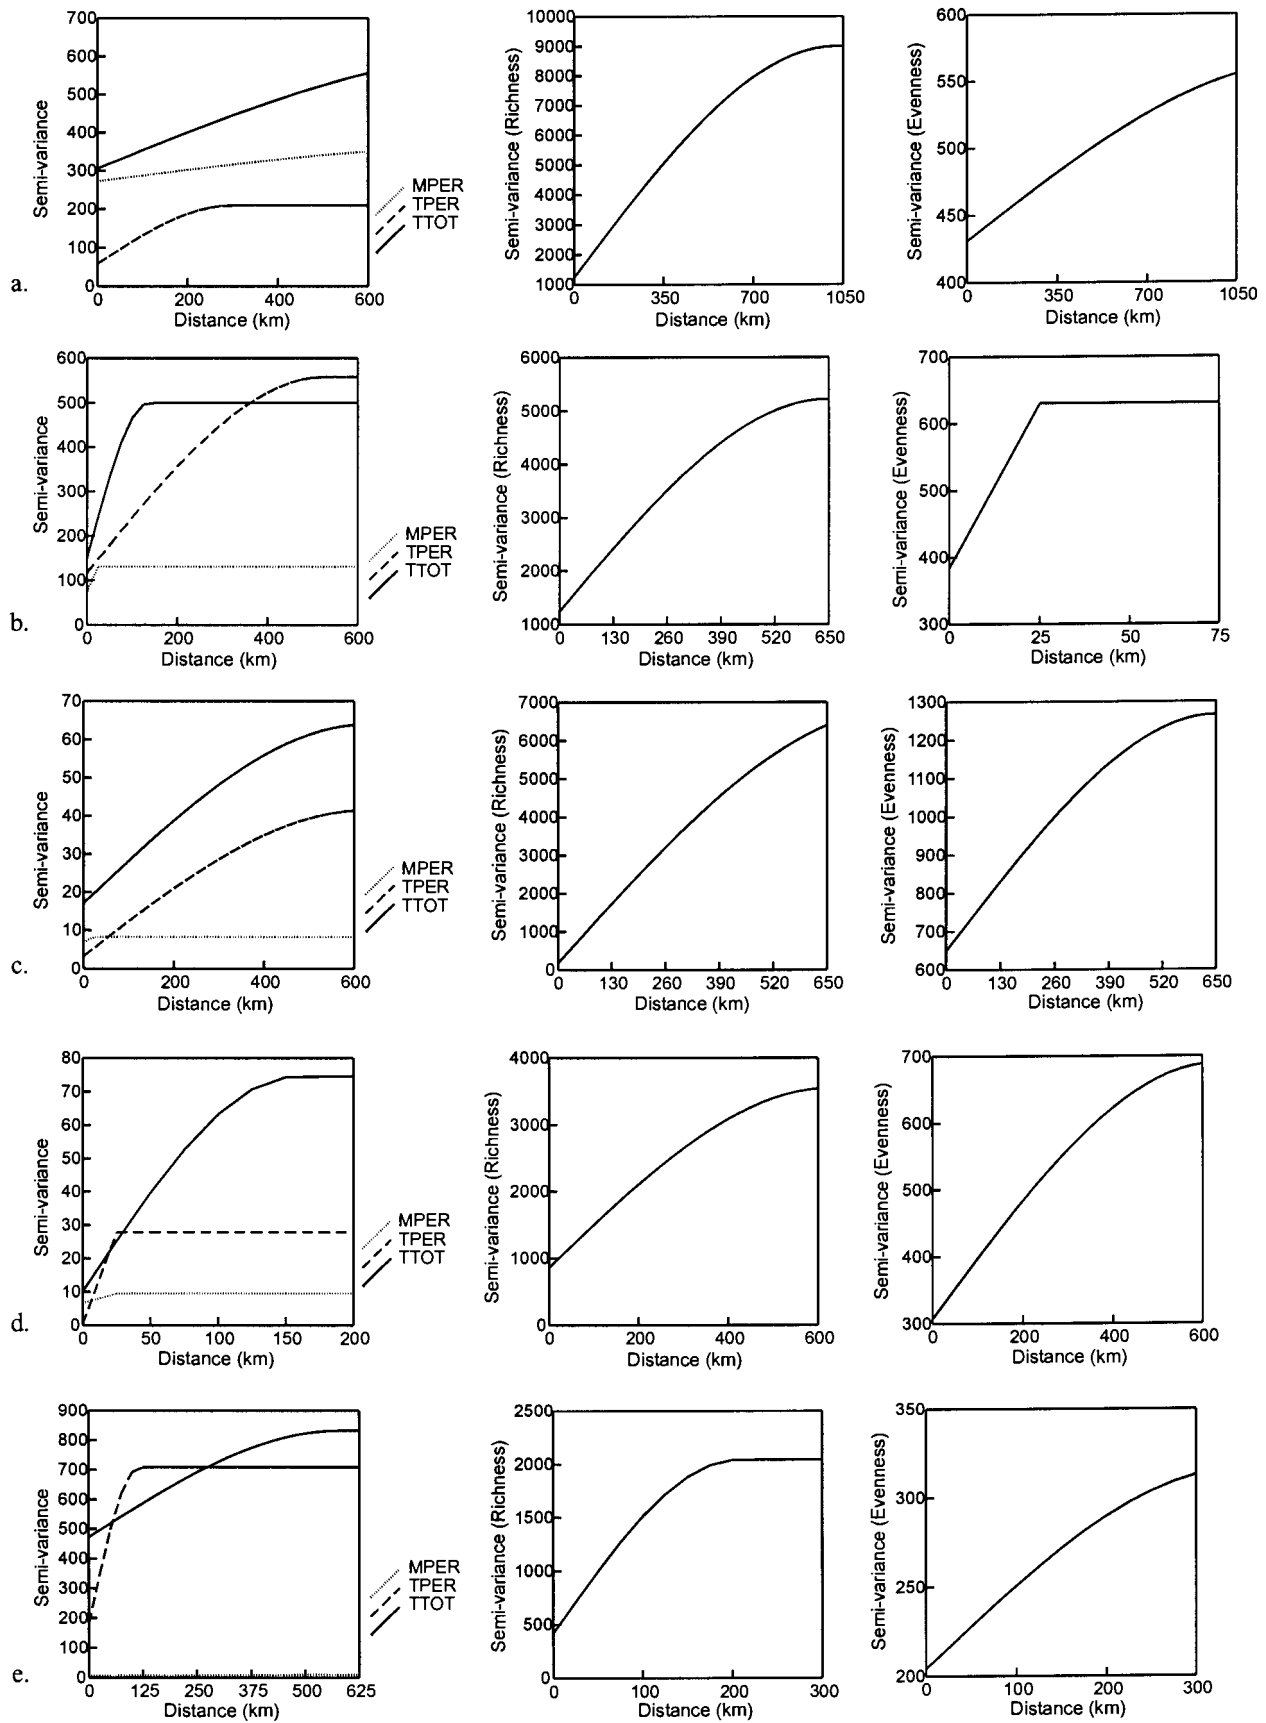 700
600
500
400
300
200
100
0
Semi-variance
0 200 400 600
Distance (km)
MPER
TPER
TTOT
10000
9000
8000
7000
6000
5000
4000
3000
2000
1000
Semi-variance (Richness)
0 350 700 1050
Distance (km)
600
550
500
450
400
Semi-variance (Evenness)
0 350 700 1050
Distance (km)
a.
600
500
400
300
200
100
0
Semi-variance
0 200 400 600
Distance (km)
MPER
TPER
TTOT
6000
5000
4000
3000
2000
1000
Semi-variance (Richness)
0 130 260 390 520 650
Distance (km)
700
600
500
400
300
Semi-variance (Evenness)
0 25 50 75
Distance (km)
b.
70
60
50
40
30
20
10
0
Semi-variance
0 200 400 600
Distance (km)
MPER
TPER
TTOT
7000
6000
5000
4000
3000
2000
1000
0
Semi-variance (Richness)
0 130 260 390 520 650
Distance (km)
1300
1200
1100
1000
900
800
700
600
Semi-variance (Evenness)
0 130 260 390 520 650
Distance (km)
c.
80
70
60
50
40
30
20
10
0
Semi-variance
0 50 100 150 200
Distance (km)
MPER
TPER
TTOT
4000
3000
2000
1000
0
Semi-variance (Richness)
0 200 400 600
Distance (km)
700
600
500
400
300
Semi-variance (Evenness)
0 200 400 600
Distance (km)
d.
900
800
700
600
500
400
300
200
100
0
Semi-variance
0 125 250 375 500 625
Distance (km)
MPER
TPER
TTOT
2500
2000
1500
1000
500
0
Semi-variance (Richness)
0 100 200 300
Distance (km)
350
300
250
200
Semi-variance (Evenness)
0 100 200 300
Distance (km)
e.